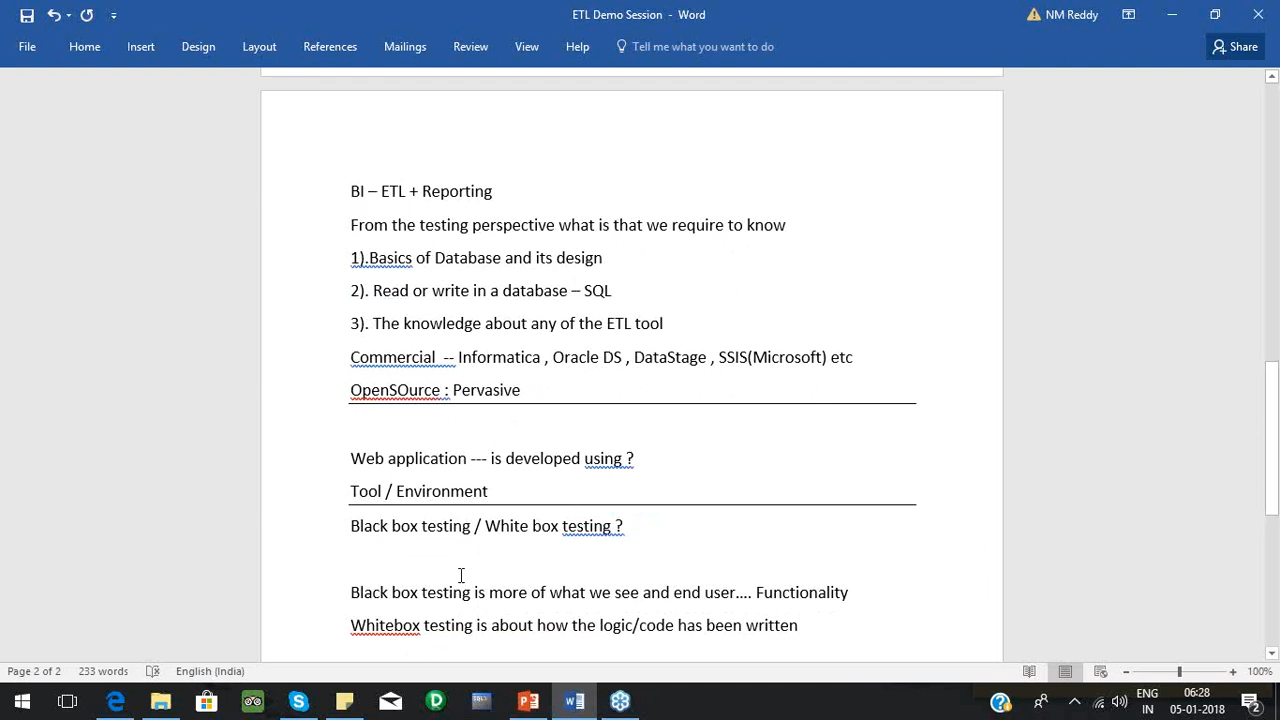 ETL Demo Session - Word
NM Reddy
File Home Insert Design Layout References Mailings Review View Help Tell me what you want to do Share
BI – ETL + Reporting
From the testing perspective what is that we require to know
1).Basics of Database and its design
2). Read or write in a database – SQL
3). The knowledge about any of the ETL tool
Commercial -- Informatica , Oracle DS , DataStage , SSIS(Microsoft) etc
OpenSOurce : Pervasive
Web application --- is developed using ?
Tool / Environment
Black box testing / White box testing ?
Black box testing is more of what we see and end user.... Functionality
Whitebox testing is about how the logic/code has been written
Page 2 of 2 233 words English (India) 100%
ENG 06:28
IN 05-01-2018